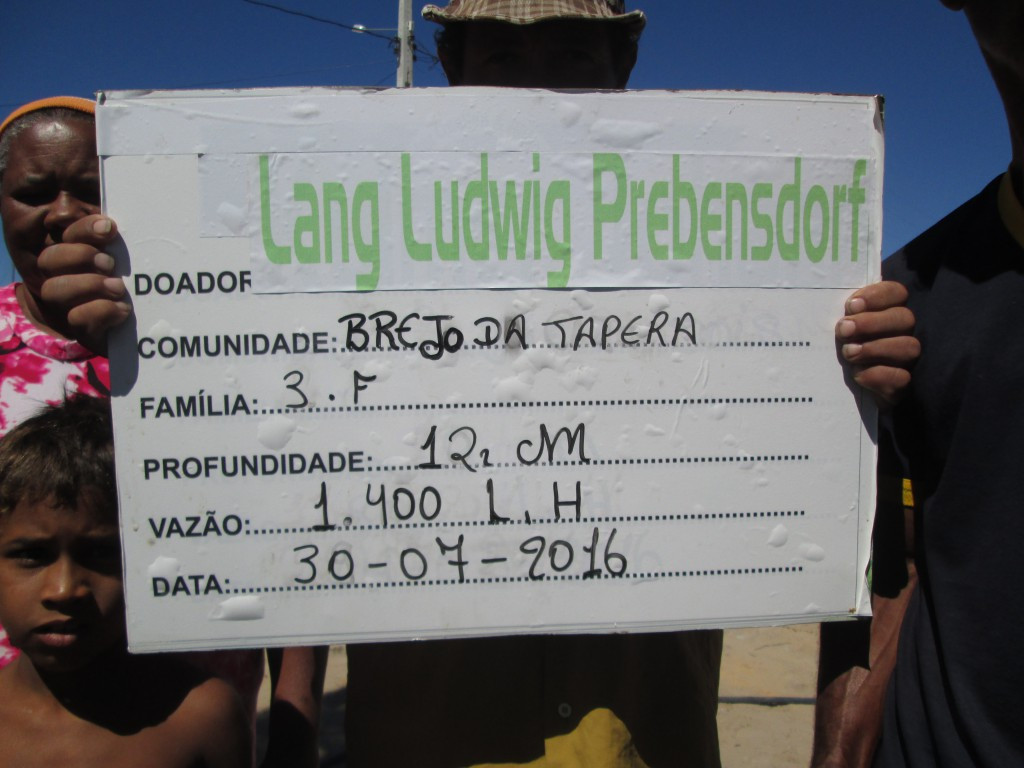 Lang Ludwig Prebensdorf
DOADOR
COMUNIDADE: BREJO DA TAPERA
FAMÍLIA: 3.F
PROFUNDIDADE: 12, CM
VAZÃO: 1.400 L.H
DATA: 30-07-2016